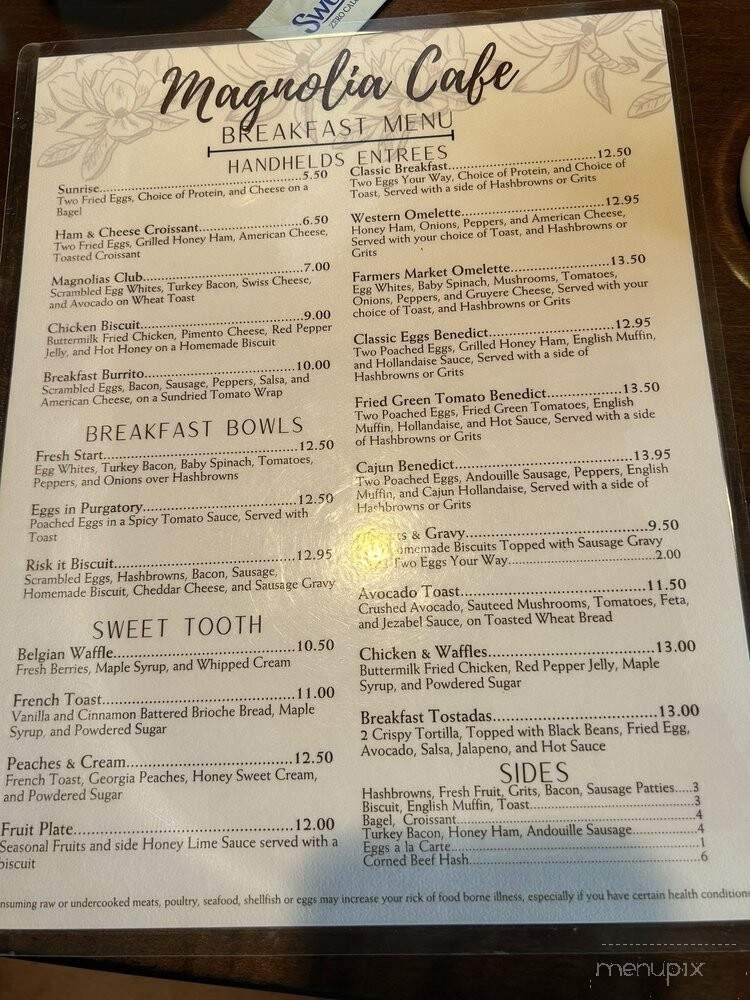 Magnolia Cafe
BREAKFAST MENU
HANDHELDS
Sunrise 5.50
Two Fried Eggs, Choice of Protein, and Cheese on a
Bagel
Ham & Cheese Croissant 6.50
Two Fried Eggs, Grilled Honey Ham, American Cheese,
Toasted Croissant
Magnolias Club 7.00
Scrambled Egg Whites, Turkey Bacon, Swiss Cheese,
and Avocado on Wheat Toast
Chicken Biscuit 9.00
Buttermilk Fried Chicken, Pimento Cheese, Red Pepper
Jelly, and Hot Honey on a Homemade Biscuit
Breakfast Burrito 10.00
Scrambled Eggs, Bacon, Sausage, Peppers, Salsa, and
American Cheese, on a Sundried Tomato Wrap
BREAKFAST BOWLS
Fresh Start 12.50
Egg Whites, Turkey Bacon, Baby Spinach, Tomatoes,
Peppers, and Onions over Hashbrowns
Eggs in Purgatory 12.50
Poached Eggs in a Spicy Tomato Sauce, Served with
Toast
Risk it Biscuit 12.95
Scrambled Eggs, Hashbrowns, Bacon, Sausage,
Homemade Biscuit, Cheddar Cheese, and Sausage Gravy
SWEET TOOTH
Belgian Waffle 10.50
Fresh Berries, Maple Syrup, and Whipped Cream
French Toast 11.00
Vanilla and Cinnamon Battered Brioche Bread, Maple
Syrup, and Powdered Sugar
Peaches & Cream 12.50
French Toast, Georgia Peaches, Honey Sweet Cream,
and Powdered Sugar
Fruit Plate 12.00
Seasonal Fruits and side Honey Lime Sauce served with a
biscuit
ENTREES
Classic Breakfast 12.50
Two Eggs Your Way, Choice of Protein, and Choice of
Toast, Served with a side of Hashbrowns or Grits
Western Omelette 12.95
Honey Ham, Onions, Peppers, and American Cheese,
Served with your choice of Toast, and Hashbrowns or
Grits
Farmers Market Omelette 13.50
Egg Whites, Baby Spinach, Mushrooms, Tomatoes,
Onions, Peppers, and Gruyere Cheese, Served with your
choice of Toast, and Hashbrowns or Grits
Classic Eggs Benedict 12.95
Two Poached Eggs, Grilled Honey Ham, English Muffin,
and Hollandaise Sauce, Served with a side of
Hashbrowns or Grits
Fried Green Tomato Benedict 13.50
Two Poached Eggs, Fried Green Tomatoes, English
Muffin, Hollandaise, and Hot Sauce, Served with a side
of Hashbrowns or Grits
Cajun Benedict 13.95
Two Poached Eggs, Andouille Sausage, Peppers, English
Muffin, and Cajun Hollandaise, Served with a side of
Hashbrowns or Grits
& Gravy 9.50
Homemade Biscuits Topped with Sausage Gravy
Two Eggs Your Way 2.00
Avocado Toast 11.50
Crushed Avocado, Sauteed Mushrooms, Tomatoes, Feta,
and Jezabel Sauce, on Toasted Wheat Bread
Chicken & Waffles 13.00
Buttermilk Fried Chicken, Red Pepper Jelly, Maple
Syrup, and Powdered Sugar
Breakfast Tostadas 13.00
2 Crispy Tortilla, Topped with Black Beans, Fried Egg,
Avocado, Salsa, Jalapeno, and Hot Sauce
SIDES
Hashbrowns, Fresh Fruit, Grits, Bacon, Sausage Patties 3
Biscuit, English Muffin, Toast 3
Bagel, Croissant 4
Turkey Bacon, Honey Ham, Andouille Sausage 4
Eggs a la Carte 1
Corned Beef Hash 6
nsuming raw or undercooked meats, poultry, seafood, shellfish or eggs may increase your rick of food borne illness, especially if you have certain health condition
menupix